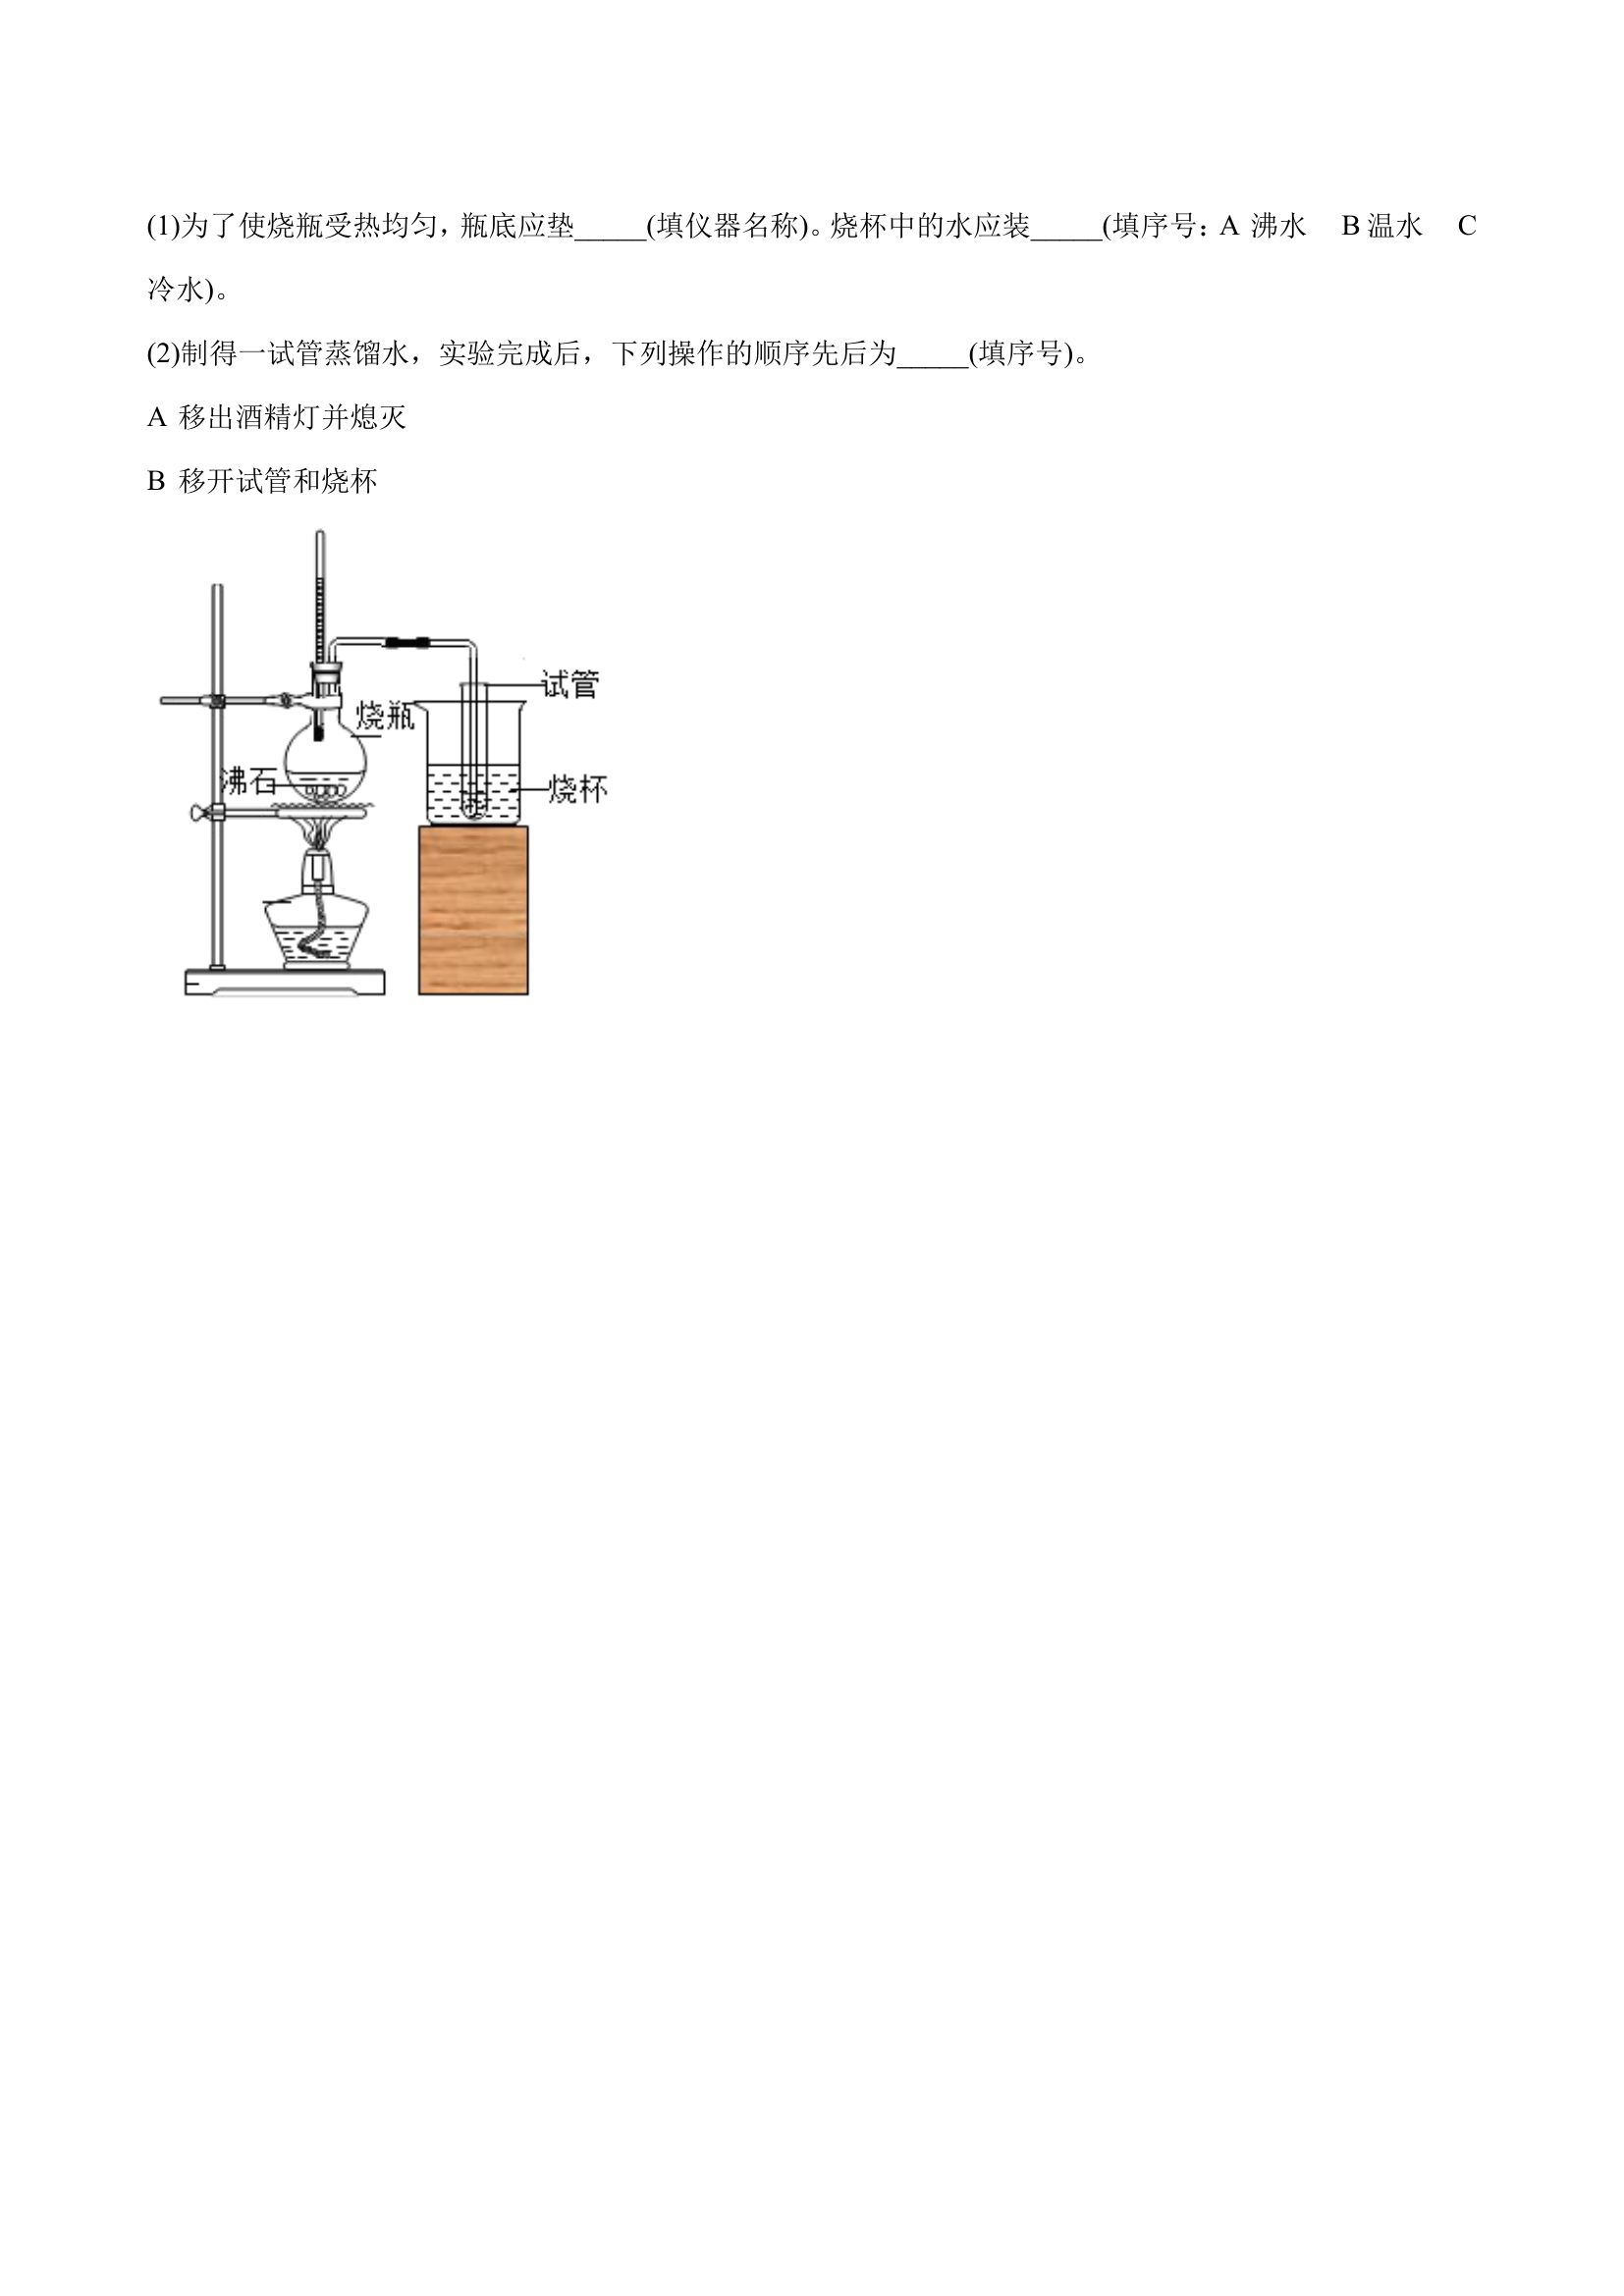 (1)为了使烧瓶受热均匀，瓶底应垫_____(填仪器名称)。烧杯中的水应装_____(填序号：A 沸水 B 温水 C
冷水)。
(2)制得一试管蒸馏水，实验完成后，下列操作的顺序先后为_____(填序号)。
A 移出酒精灯并熄灭
B 移开试管和烧杯
试管
烧瓶
沸石
烧杯